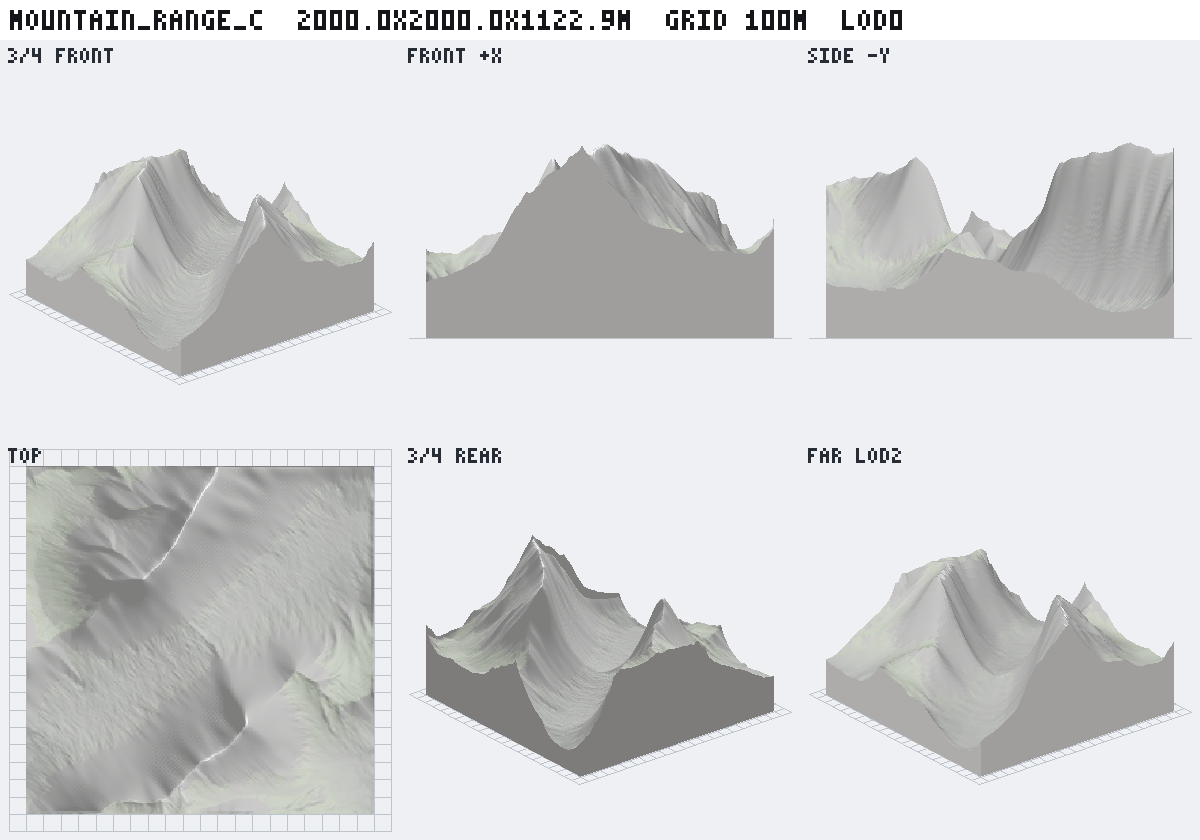 MOUNTAIN_RANGE_C 2000.0X2000.0X1122.9M GRID 100M LOD0
3/4 FRONT
FRONT +X
SIDE -Y
TOP
3/4 REAR
FAR LOD2